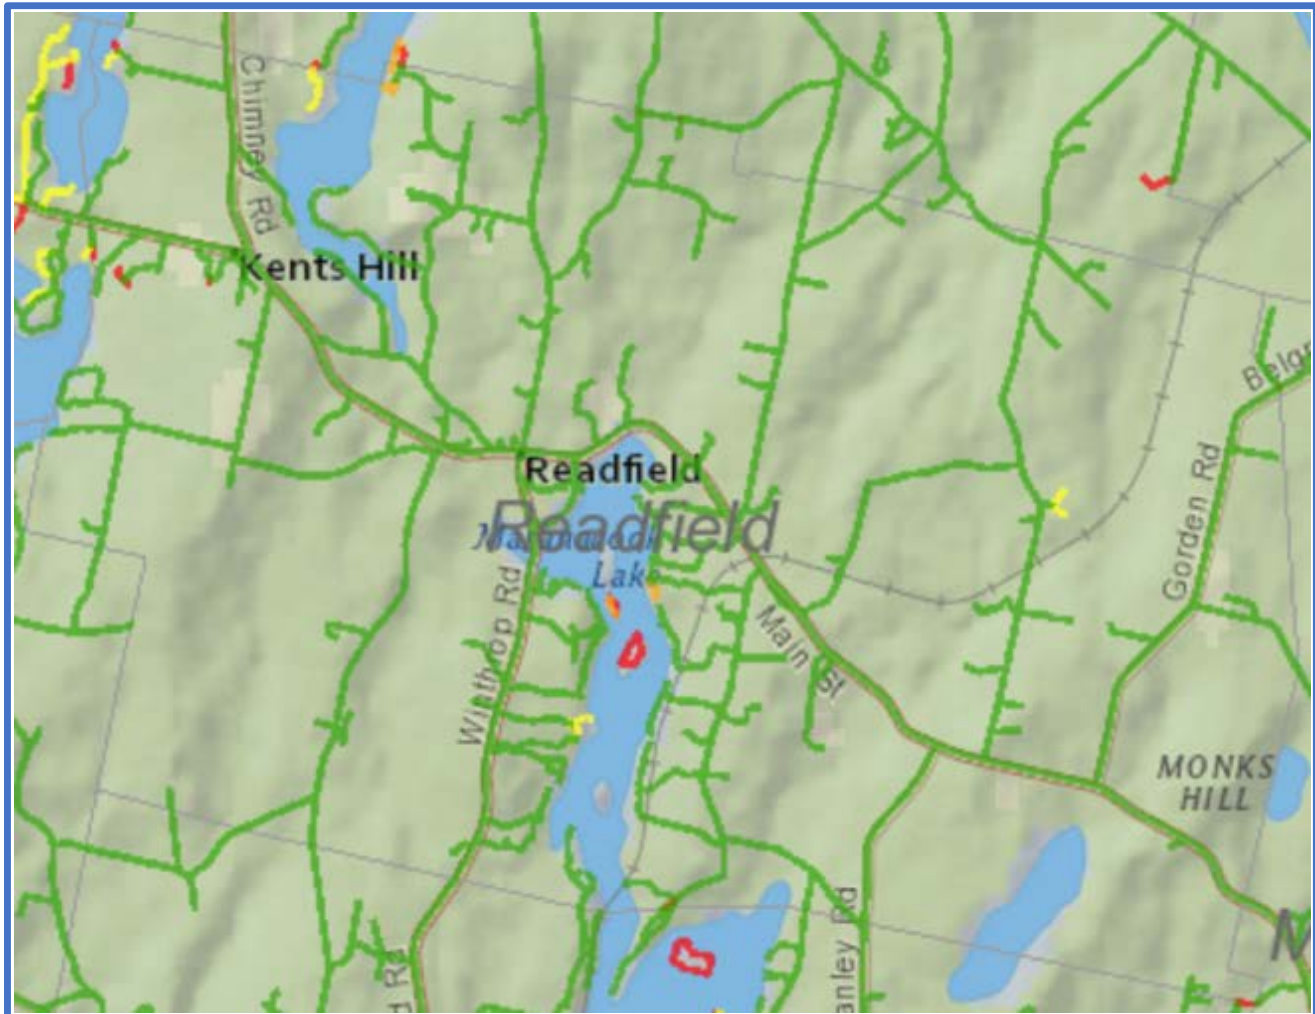 Chimney Rd
Kents Hill
Belgr
Readfield
Readfield
Lake
Gorden Rd
Winthrop Rd
Main St
MONKS
HILL
anley Rd
d Rd
M